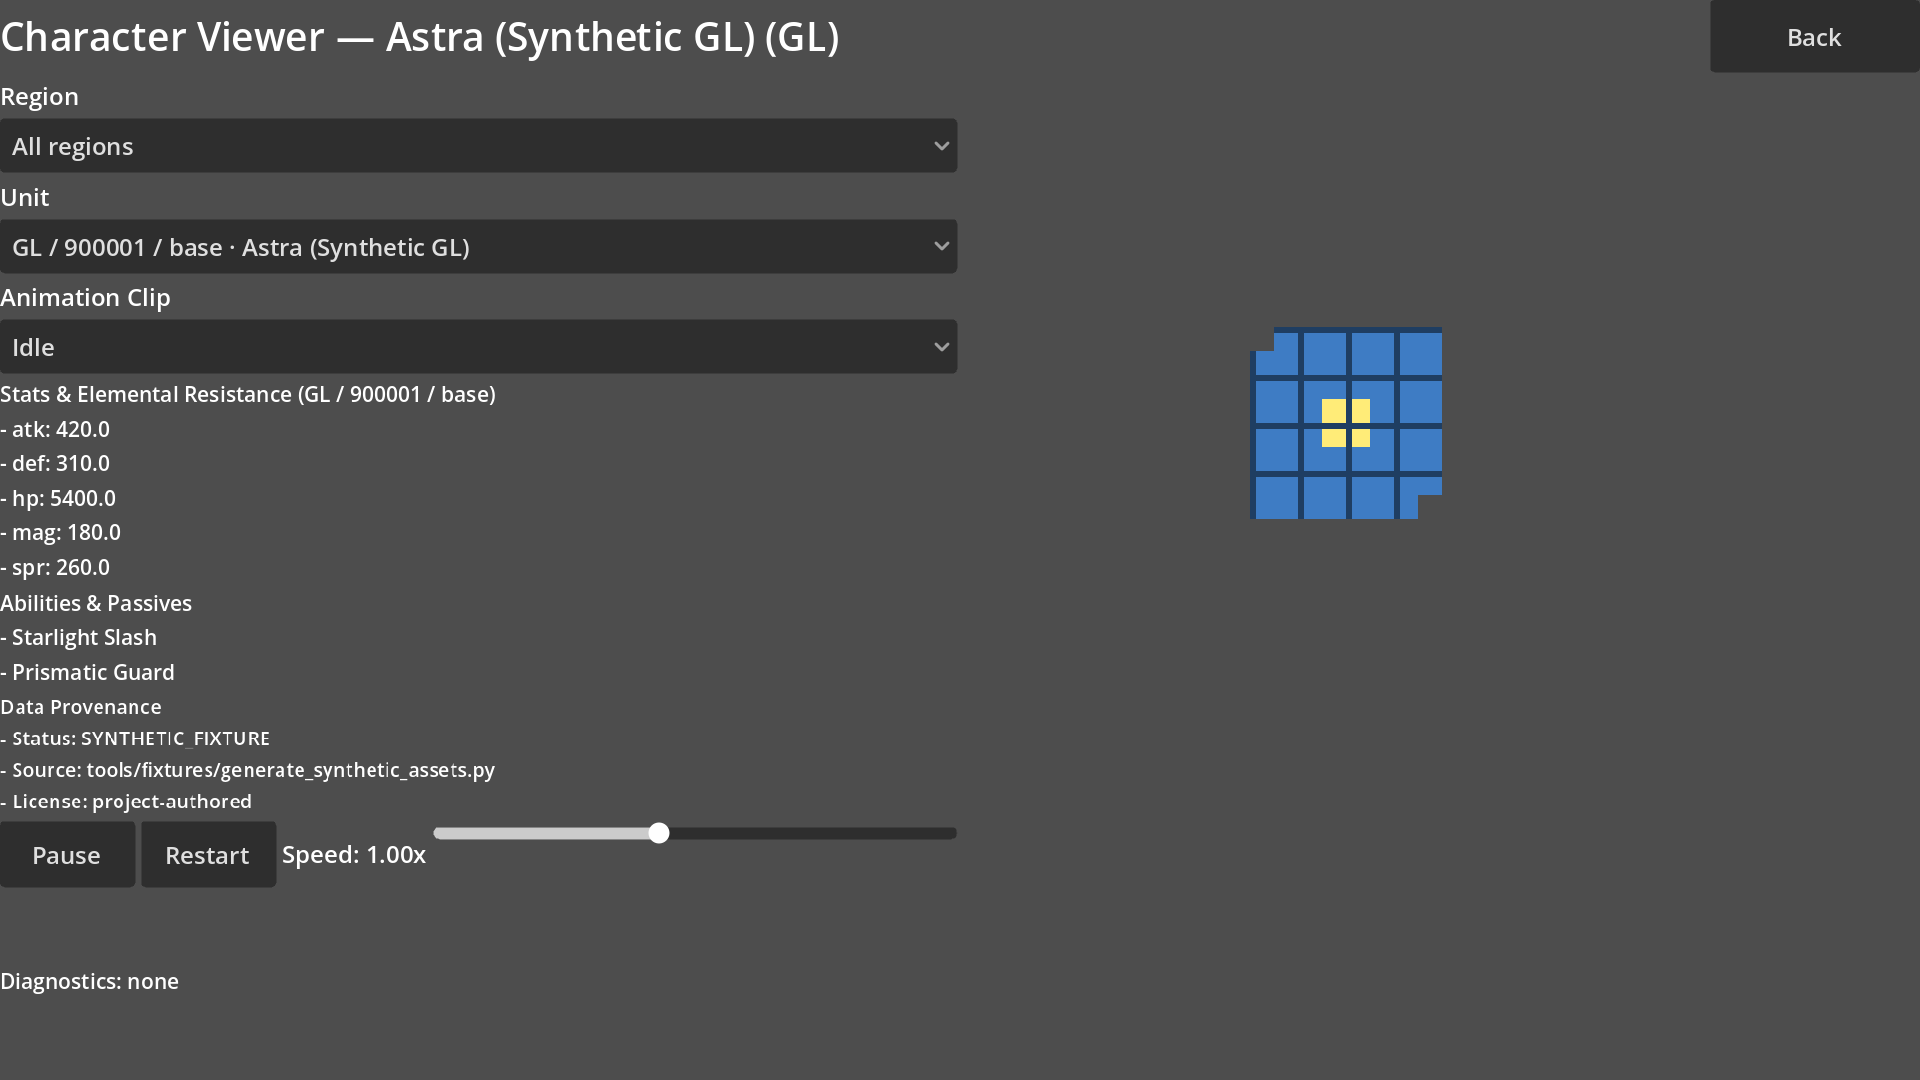 Character Viewer — Astra (Synthetic GL) (GL)
Back
Region
All regions
Unit
GL / 900001 / base · Astra (Synthetic GL)
Animation Clip
Idle
Stats & Elemental Resistance (GL / 900001 / base)
- atk: 420.0
- def: 310.0
- hp: 5400.0
- mag: 180.0
- spr: 260.0
Abilities & Passives
- Starlight Slash
- Prismatic Guard
Data Provenance
- Status: SYNTHETIC_FIXTURE
- Source: tools/fixtures/generate_synthetic_assets.py
- License: project-authored
Pause
Restart
Speed: 1.00x
Diagnostics: none